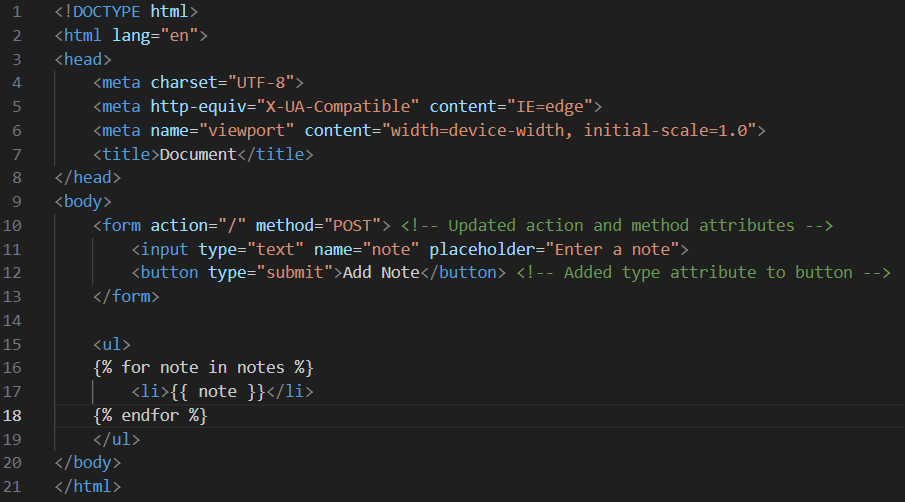 1 <!DOCTYPE html>
2 <html lang="en">
3 <head>
4     <meta charset="UTF-8">
5     <meta http-equiv="X-UA-Compatible" content="IE=edge">
6     <meta name="viewport" content="width=device-width, initial-scale=1.0">
7     <title>Document</title>
8 </head>
9 <body>
10     <form action="/" method="POST"> <!-- Updated action and method attributes -->
11         <input type="text" name="note" placeholder="Enter a note">
12         <button type="submit">Add Note</button> <!-- Added type attribute to button -->
13     </form>
14
15     <ul>
16     {% for note in notes %}
17         <li>{{ note }}</li>
18     {% endfor %}
19     </ul>
20 </body>
21 </html>